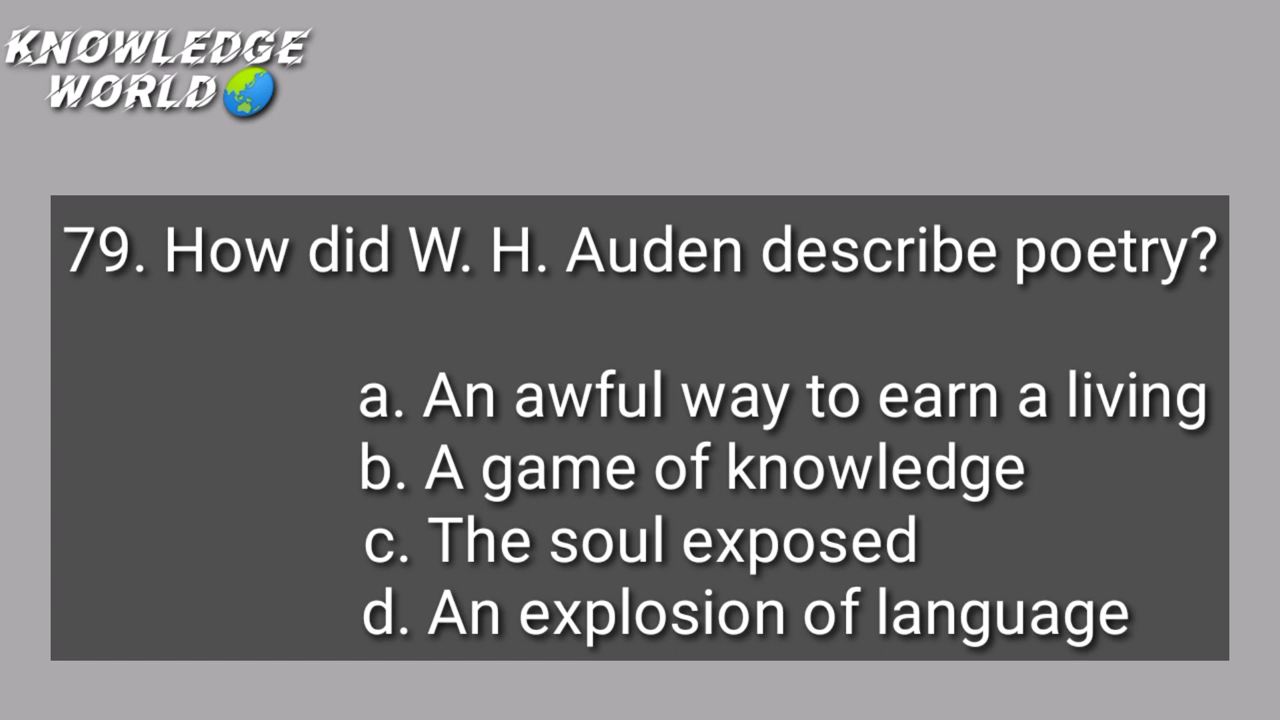 KNOWLEDGE
WORLD
79. How did W. H. Auden describe poetry?
a. An awful way to earn a living
b. A game of knowledge
c. The soul exposed
d. An explosion of language